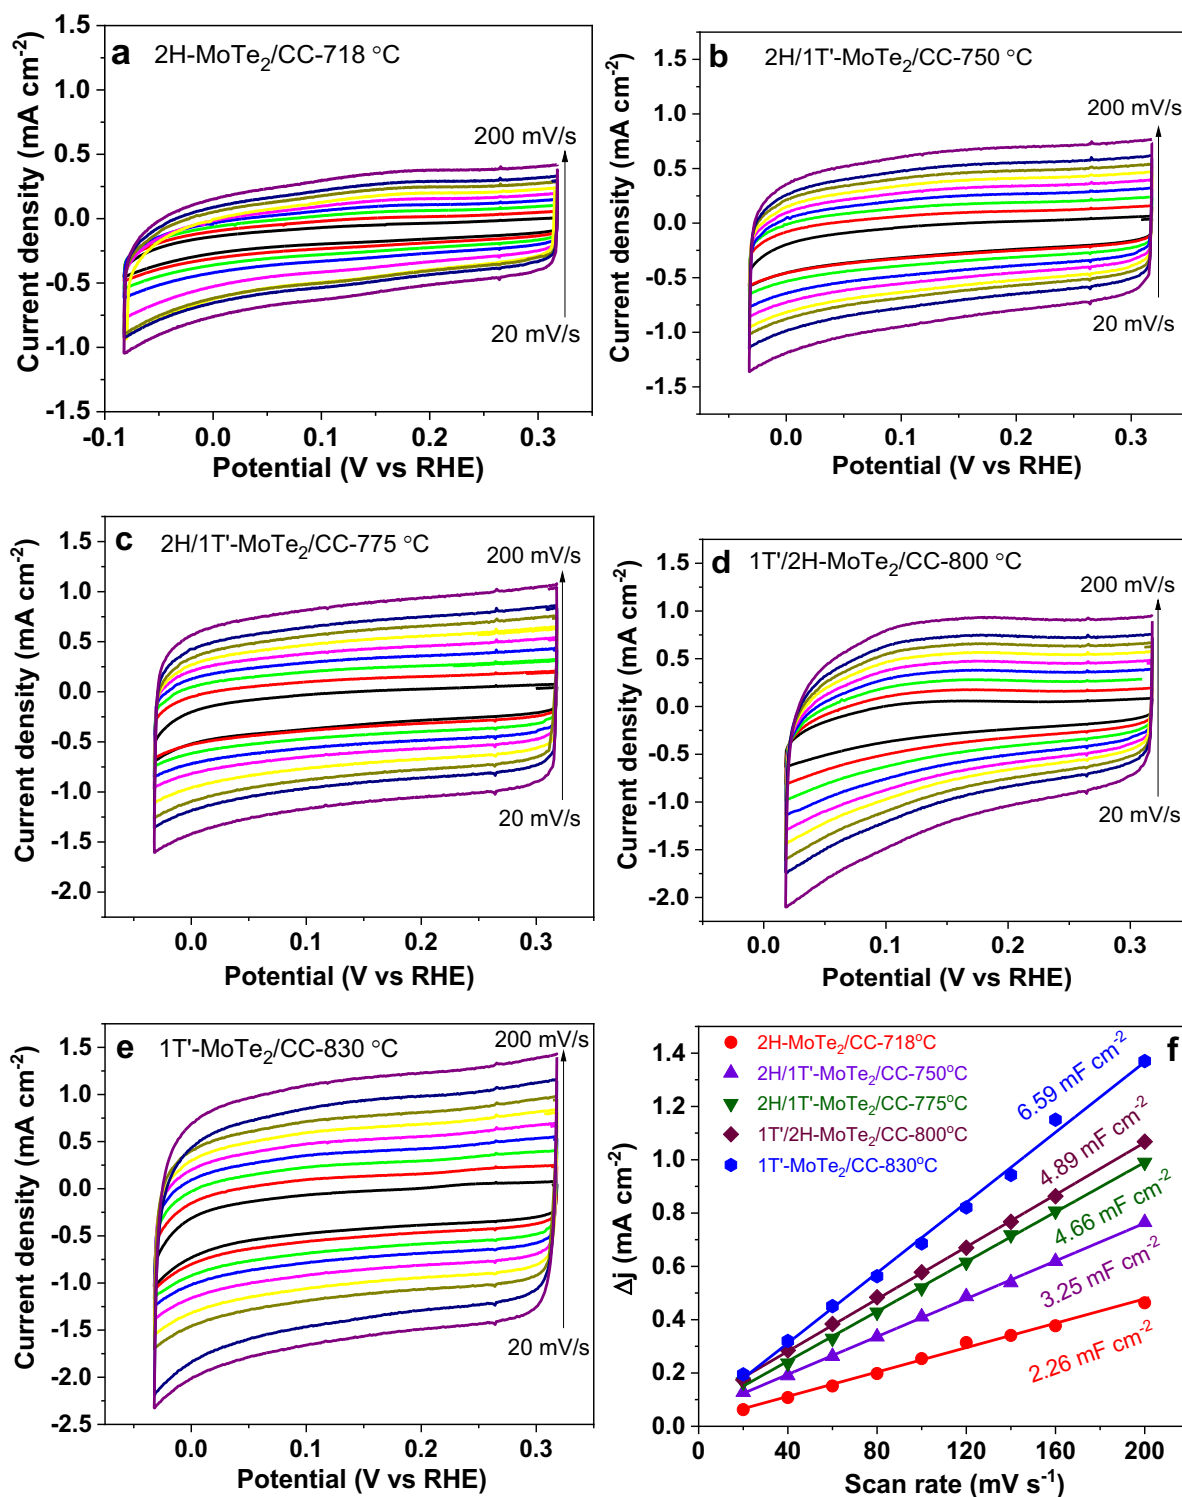 a 2H-MoTe₂/CC-718 °C
Current density (mA cm⁻²)
1.5
1.0
0.5
0.0
-0.5
-1.0
-1.5
200 mV/s
20 mV/s
-0.1 0.0 0.1 0.2 0.3
Potential (V vs RHE)
b 2H/1T'-MoTe₂/CC-750 °C
Current density (mA cm⁻²)
1.5
1.0
0.5
0.0
-0.5
-1.0
-1.5
200 mV/s
20 mV/s
0.0 0.1 0.2 0.3
Potential (V vs RHE)
c 2H/1T'-MoTe₂/CC-775 °C
Current density (mA cm⁻²)
1.5
1.0
0.5
0.0
-0.5
-1.0
-1.5
-2.0
200 mV/s
20 mV/s
0.0 0.1 0.2 0.3
Potential (V vs RHE)
d 1T'/2H-MoTe₂/CC-800 °C
Current density (mA cm⁻²)
1.5
1.0
0.5
0.0
-0.5
-1.0
-1.5
-2.0
200 mV/s
20 mV/s
0.0 0.1 0.2 0.3
Potential (V vs RHE)
e 1T'-MoTe₂/CC-830 °C
Current density (mA cm⁻²)
1.5
1.0
0.5
0.0
-0.5
-1.0
-1.5
-2.0
-2.5
200 mV/s
20 mV/s
0.0 0.1 0.2 0.3
Potential (V vs RHE)
f
Δj (mA cm⁻²)
1.4
1.2
1.0
0.8
0.6
0.4
0.2
0.0
2H-MoTe₂/CC-718°C
2H/1T'-MoTe₂/CC-750°C
2H/1T'-MoTe₂/CC-775°C
1T'/2H-MoTe₂/CC-800°C
1T'-MoTe₂/CC-830°C
6.59 mF cm⁻²
4.89 mF cm⁻²
4.66 mF cm⁻²
3.25 mF cm⁻²
2.26 mF cm⁻²
0 40 80 120 160 200
Scan rate (mV s⁻¹)